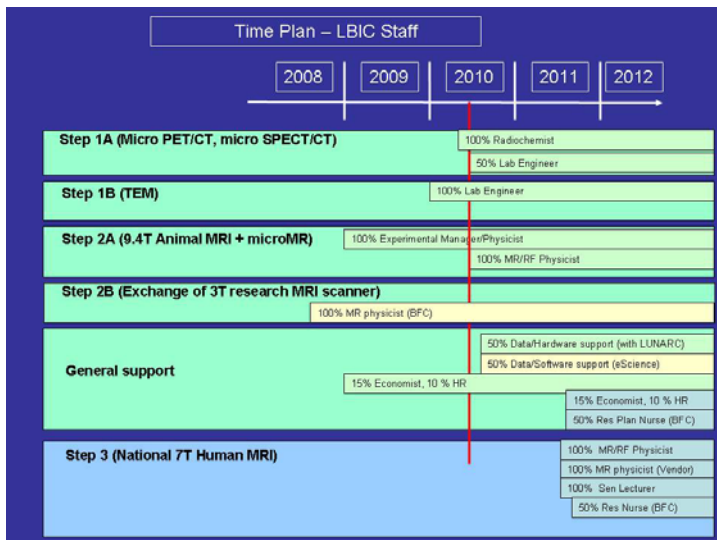 Time Plan – LBIC Staff
2008 2009 2010 2011 2012
Step 1A (Micro PET/CT, micro SPECT/CT)
100% Radiochemist
50% Lab Engineer
Step 1B (TEM)
100% Lab Engineer
Step 2A (9.4T Animal MRI + microMR)
100% Experimental Manager/Physicist
100% MR/RF Physicist
Step 2B (Exchange of 3T research MRI scanner)
100% MR physicist (BFC)
General support
50% Data/Hardware support (with LUNARC)
50% Data/Software support (eScience)
15% Economist, 10 % HR
15% Economist, 10 % HR
50% Res Plan Nurse (BFC)
Step 3 (National 7T Human MRI)
100% MR/RF Physicist
100% MR physicist (Vendor)
100% Sen Lecturer
50% Res Nurse (BFC)